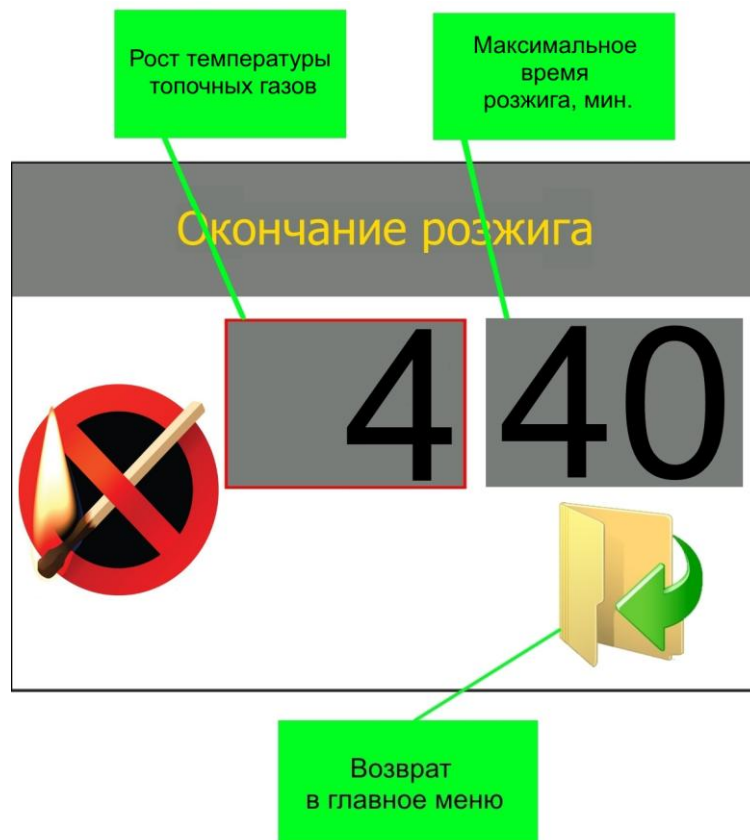 Рост температуры
топочных газов
Максимальное
время
розжига, мин.
Окончание розжига
4
40
Возврат
в главное меню